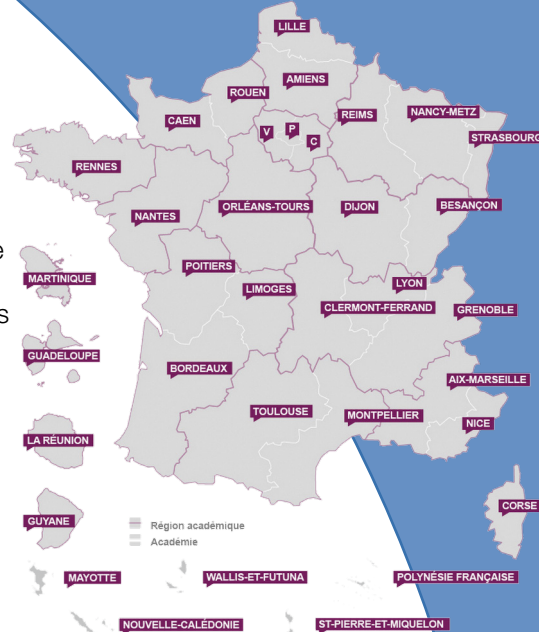 LILLE
AMIENS
ROUEN
REIMS
NANCY-METZ
CAEN
V
P
C
STRASBOURG
RENNES
NANTES
ORLÉANS-TOURS
DIJON
BESANÇON
e
POITIERS
MARTINIQUE
LIMOGES
LYON
CLERMONT-FERRAND
GRENOBLE
s
GUADELOUPE
BORDEAUX
AIX-MARSEILLE
TOULOUSE
MONTPELLIER
NICE
LA RÉUNION
CORSE
GUYANE
Région académique
Académie
MAYOTTE
WALLIS-ET-FUTUNA
POLYNÉSIE FRANÇAISE
NOUVELLE-CALÉDONIE
ST-PIERRE-ET-MIQUELON